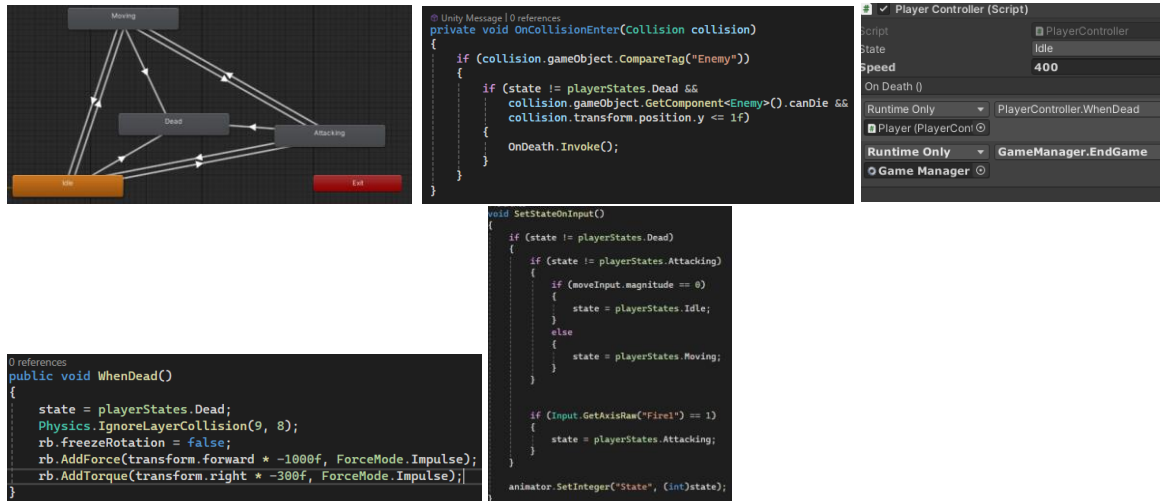 Moving
Dead
Attacking
Idle
Exit
Unity Message | 0 references
private void OnCollisionEnter(Collision collision)
{
if (collision.gameObject.CompareTag("Enemy"))
{
if (state != playerStates.Dead &&
collision.gameObject.GetComponent<Enemy>().canDie &&
collision.transform.position.y <= 1f)
{
OnDeath.Invoke();
}
}
}
# Player Controller (Script)
Script PlayerController
State Idle
Speed 400
On Death ()
Runtime Only PlayerController.WhenDead
Player (PlayerCont
Runtime Only GameManager.EndGame
Game Manager
0 references
public void WhenDead()
{
state = playerStates.Dead;
Physics.IgnoreLayerCollision(9, 8);
rb.freezeRotation = false;
rb.AddForce(transform.forward * -1000f, ForceMode.Impulse);
rb.AddTorque(transform.right * -300f, ForceMode.Impulse);
}
void SetStateOnInput()
{
if (state != playerStates.Dead)
{
if (state != playerStates.Attacking)
{
if (moveInput.magnitude == 0)
{
state = playerStates.Idle;
}
else
{
state = playerStates.Moving;
}
}
if (Input.GetAxisRaw("Fire1") == 1)
{
state = playerStates.Attacking;
}
}
animator.SetInteger("State", (int)state);
}